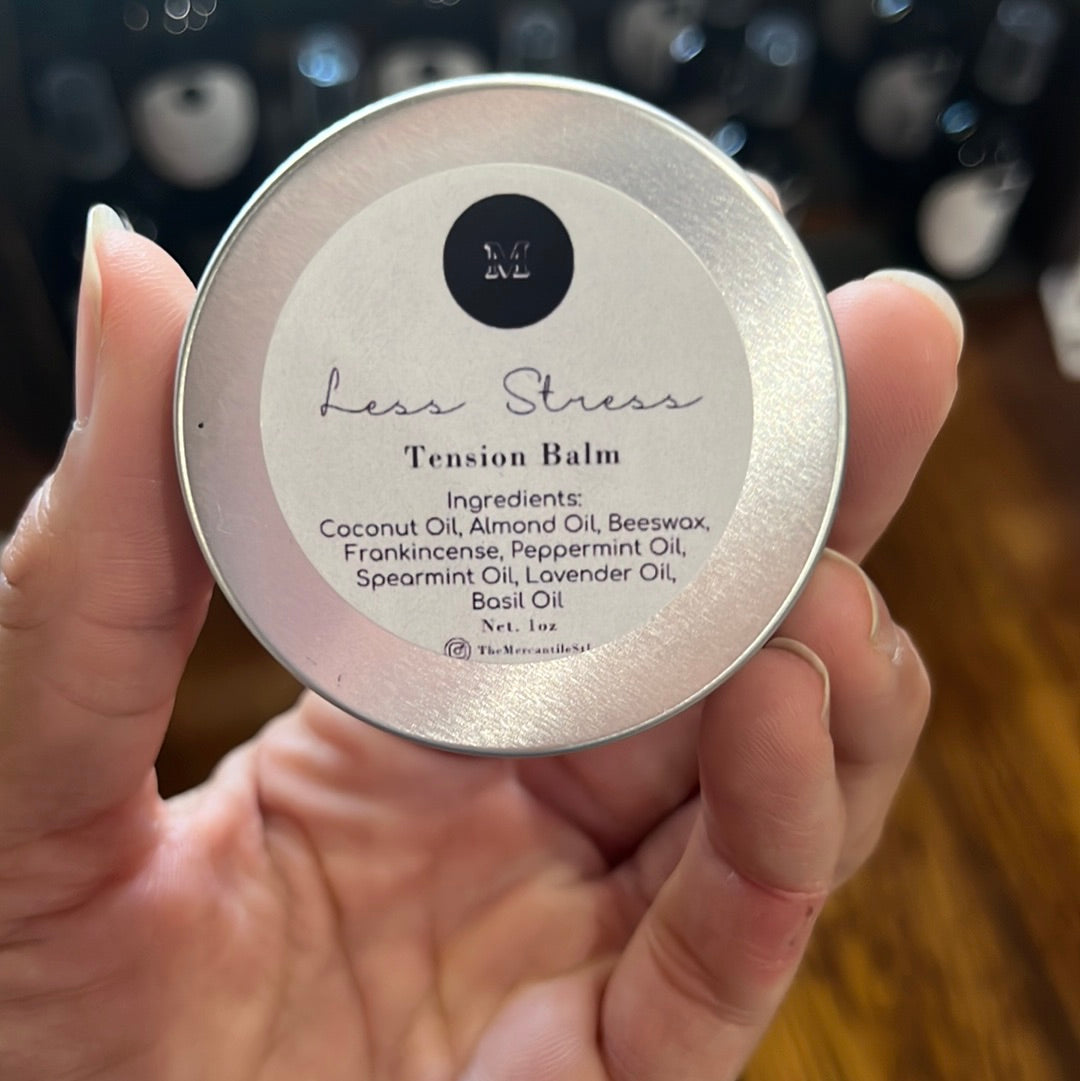 M
Less Stress
Tension Balm
Ingredients:
Coconut Oil, Almond Oil, Beeswax,
Frankincense, Peppermint Oil,
Spearmint Oil, Lavender Oil,
Basil Oil
Net. 1oz
TheMercantileStl